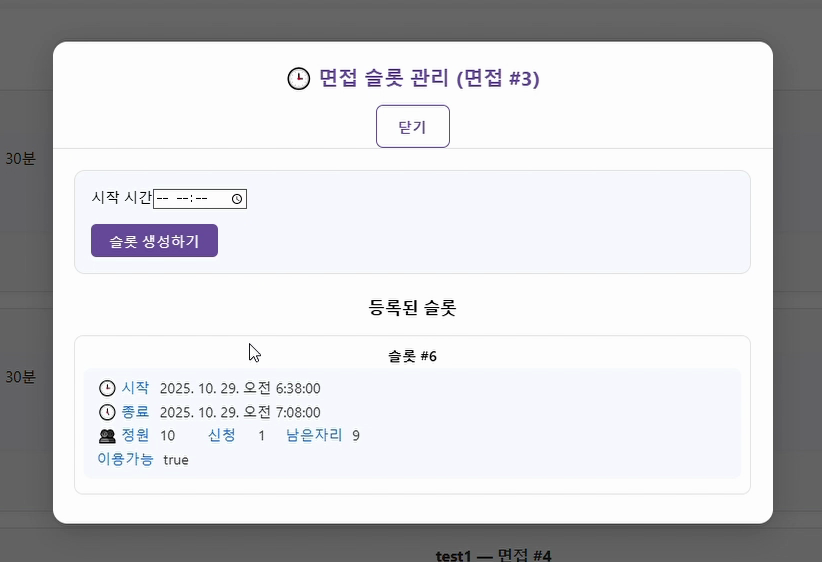 면접 슬롯 관리 (면접 #3)
닫기
30분
시작 시간 -- --:--
슬롯 생성하기
등록된 슬롯
슬롯 #6
30분
시작 2025. 10. 29. 오전 6:38:00
종료 2025. 10. 29. 오전 7:08:00
정원 10 신청 1 남은자리 9
이용가능 true
test1 — 면접 #4